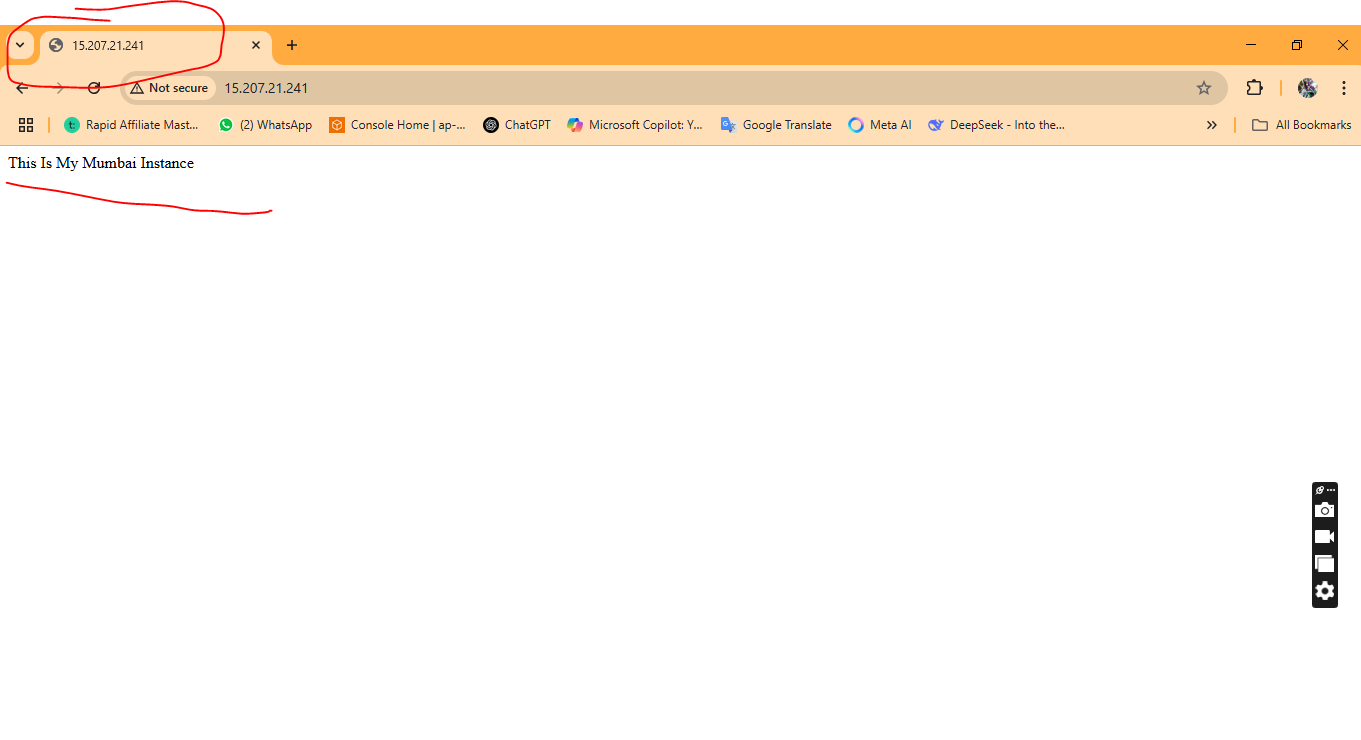 15.207.21.241
Not secure 15.207.21.241
Rapid Affiliate Mast... (2) WhatsApp Console Home | ap-... ChatGPT Microsoft Copilot: Y... Google Translate Meta AI DeepSeek - Into the... All Bookmarks
This Is My Mumbai Instance